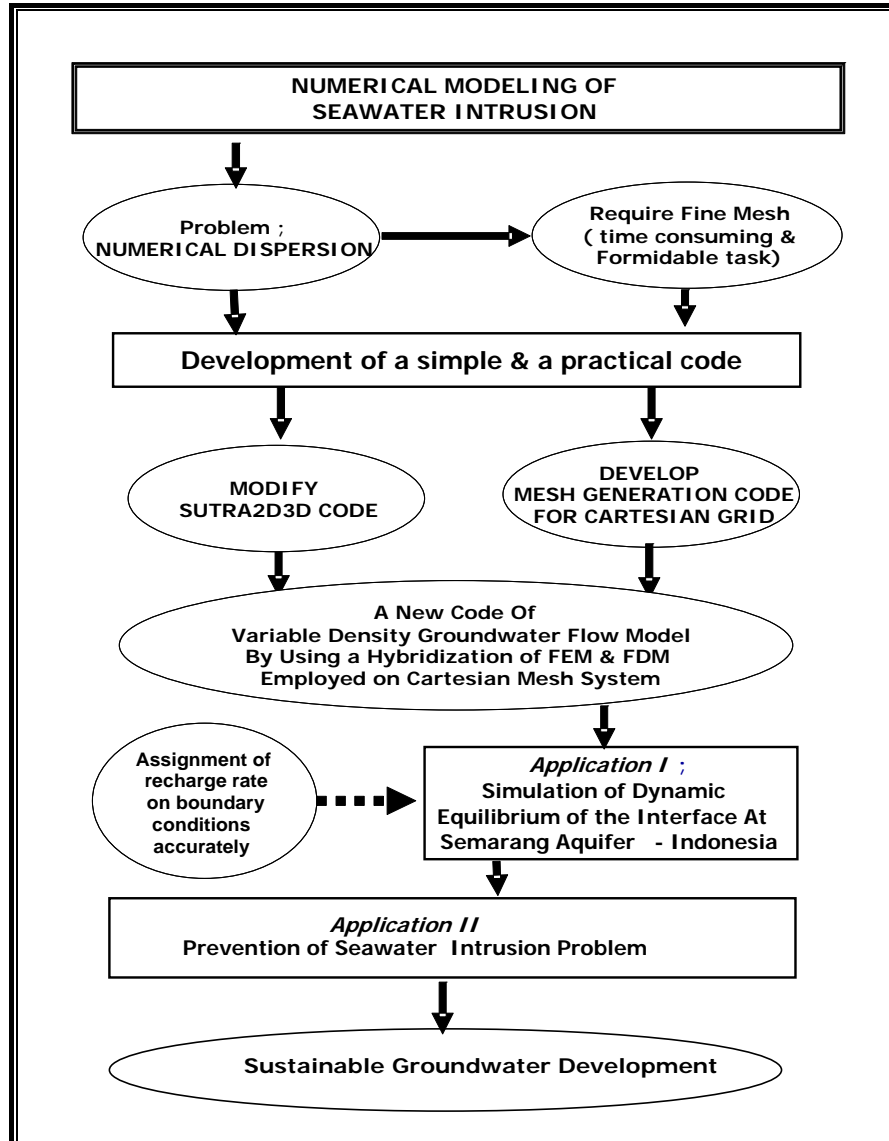 NUMERICAL MODELING OF
SEAWATER INTRUSION
Problem ;
NUMERICAL DISPERSION
Require Fine Mesh
( time consuming &
Formidable task)
Development of a simple & a practical code
MODIFY
SUTRA2D3D CODE
DEVELOP
MESH GENERATION CODE
FOR CARTESIAN GRID
A New Code Of
Variable Density Groundwater Flow Model
By Using a Hybridization of FEM & FDM
Employed on Cartesian Mesh System
Assignment of
recharge rate
on boundary
conditions
accurately
Application I ;
Simulation of Dynamic
Equilibrium of the Interface At
Semarang Aquifer - Indonesia
Application II
Prevention of Seawater Intrusion Problem
Sustainable Groundwater Development